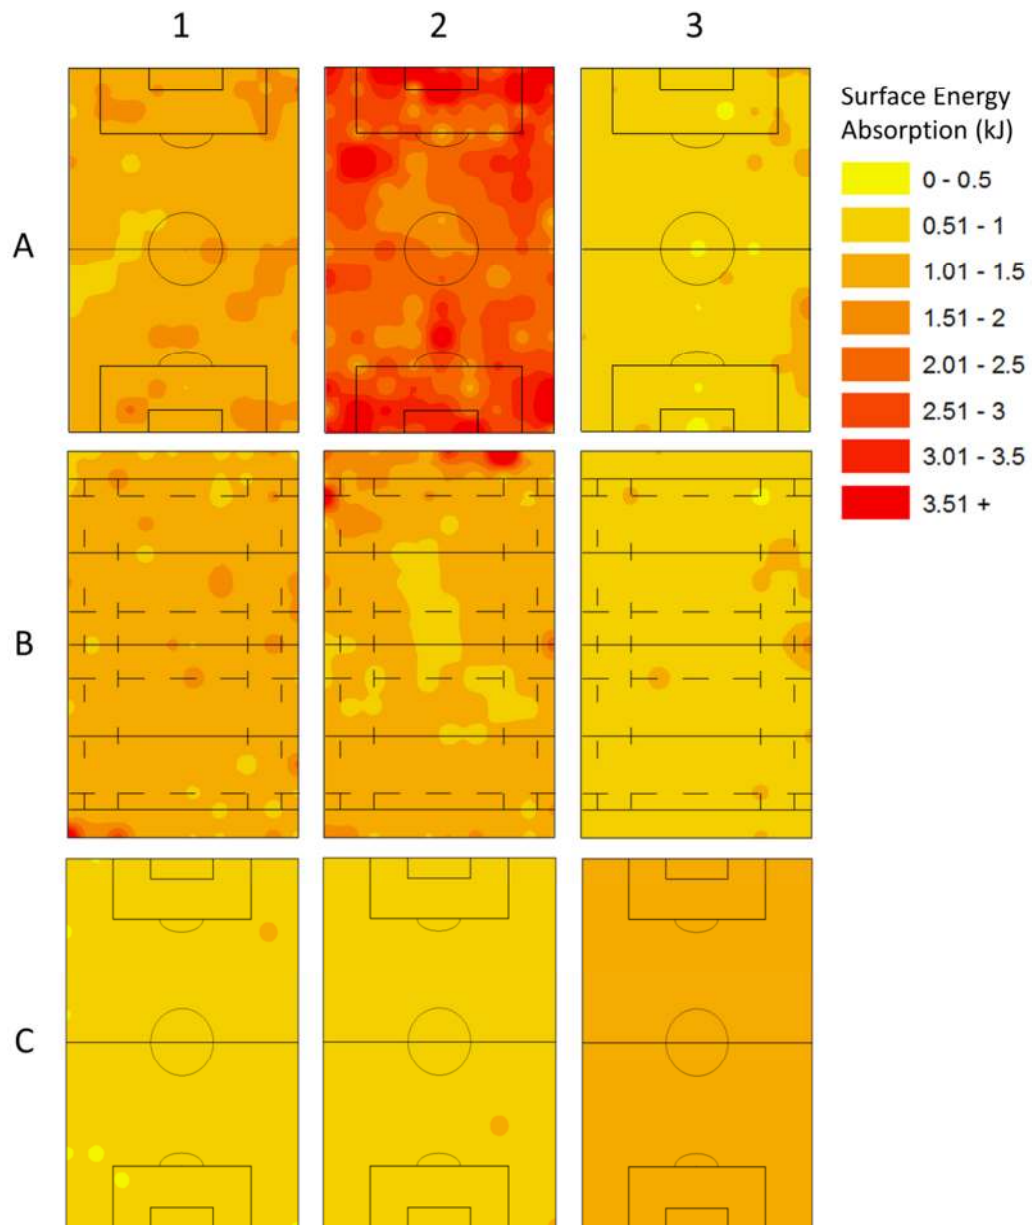 1 2 3
Surface Energy
Absorption (kJ)
0 - 0.5
0.51 - 1
A
1.01 - 1.5
1.51 - 2
2.01 - 2.5
2.51 - 3
3.01 - 3.5
3.51 +
B
C